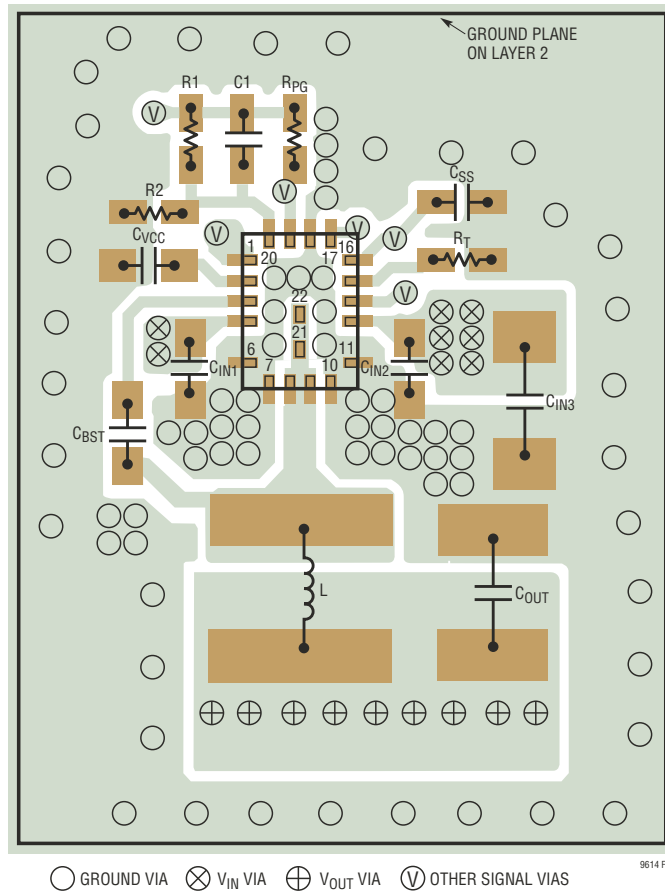 GROUND PLANE
ON LAYER 2
R1
C1
RPG
V
V
CSS
R2
V
V
V
CVCC
1
16
20
17
RT
V
22
21
6
11
CIN1
7
10
CIN2
CIN3
CBST
L
COUT
GROUND VIA
VIN VIA
VOUT VIA
V OTHER SIGNAL VIAS
9614 F